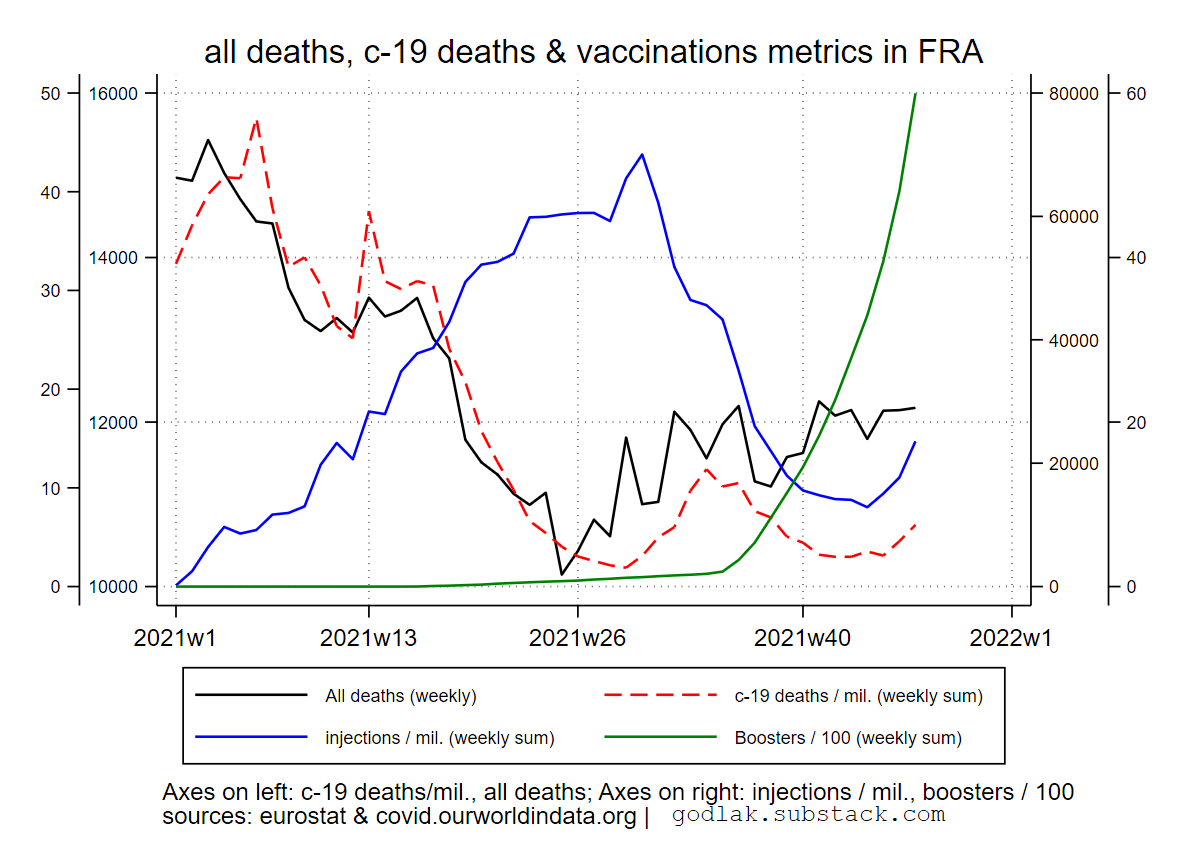 all deaths, c-19 deaths & vaccinations metrics in FRA
50 16000 80000 60
40 60000
14000 40
30
40000
20
12000 20
20000
10
0 10000 0 0
2021w1 2021w13 2021w26 2021w40 2022w1
All deaths (weekly) c-19 deaths / mil. (weekly sum)
injections / mil. (weekly sum) Boosters / 100 (weekly sum)
Axes on left: c-19 deaths/mil., all deaths; Axes on right: injections / mil., boosters / 100
sources: eurostat & covid.ourworldindata.org | godlak.substack.com